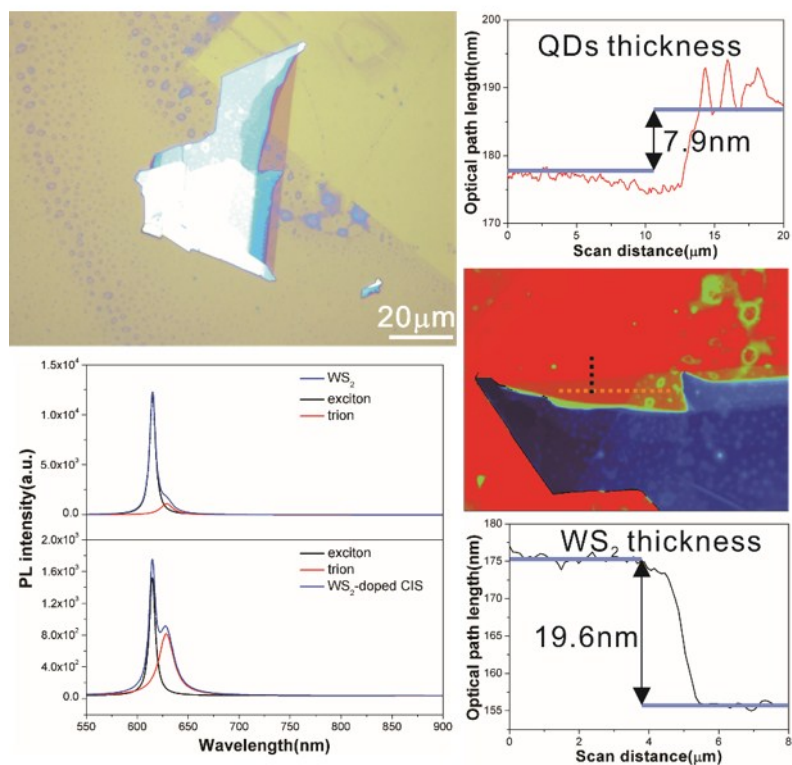 20μm
QDs thickness
Optical path length(nm)
200
190
180
170
7.9nm
0
5
10
15
20
Scan distance(μm)
PL intensity(a.u.)
1.5x10⁴
1.0x10⁴
5.0x10³
0.0
WS₂
exciton
trion
1.6x10³
1.2x10³
8.0x10²
4.0x10²
0.0
2.0x10³
exciton
trion
WS₂-doped CIS
550
600
650
700
750
800
850
900
Wavelength(nm)
WS₂ thickness
Optical path length(nm)
175
170
165
160
155
19.6nm
0
2
4
6
8
Scan distance(μm)